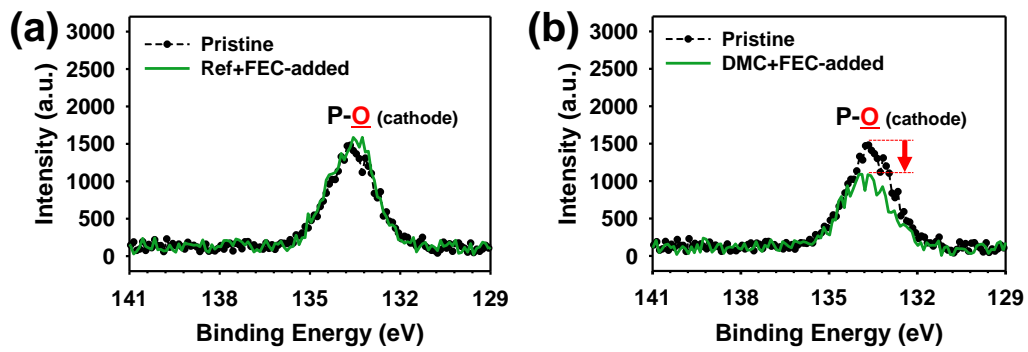 (a)
Pristine
Ref+FEC-added
P-O (cathode)
Intensity (a.u.)
3000
2500
2000
1500
1000
500
0
141
138
135
132
129
Binding Energy (eV)
(b)
Pristine
DMC+FEC-added
P-O (cathode)
Intensity (a.u.)
3000
2500
2000
1500
1000
500
0
141
138
135
132
129
Binding Energy (eV)